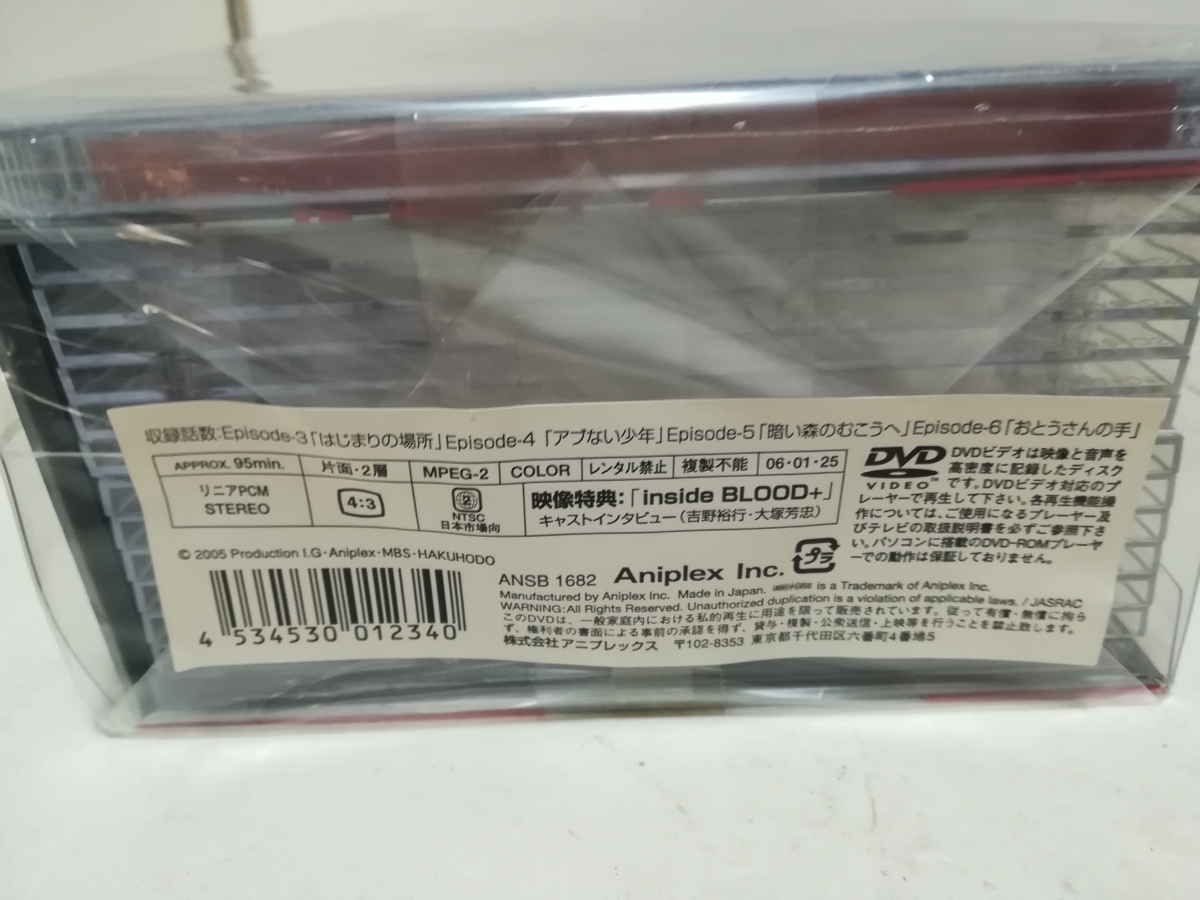 収録話数:Episode-3「はじまりの場所」Episode-4 「アブない少年」Episode-5「暗い森のむこうへ」Episode-6「おとうさんの手」
APPROX. 95min. 片面・2層 MPEG-2 COLOR レンタル禁止 複製不能 06・01・25
リニアPCM
STEREO
4:3
2
NTSC
日本市場向
映像特典:「inside BLOOD+」
キャストインタビュー(吉野裕行・大塚芳忠)
DVD
VIDEO™
DVDビデオは映像と音声を
高密度に記録したディスク
です。DVDビデオ対応のプ
レーヤーで再生して下さい。各再生機能操
作については、ご使用になるプレーヤー及
びテレビの取扱説明書を必ずご参照下さ
い。パソコンに搭載のDVD-ROMプレーヤ
ーでの動作は保証しておりません。
© 2005 Production I.G・Aniplex・MBS・HAKUHODO
4 534530 012340
ANSB 1682 Aniplex Inc. プラ
Manufactured by Aniplex Inc. Made in Japan. is a Trademark of Aniplex Inc.
WARNING:All Rights Reserved. Unauthorized duplication is a violation of applicable laws. / JASRAC
このDVDは、一般家庭内における私的再生に用途を限って販売されています。従って有償・無償に拘ら
ず、権利者の書面による事前の承認を得ず、貸与・複製・公衆送信・上映等を行うことを禁止致します。
株式会社アニプレックス 〒102-8353 東京都千代田区六番町4番地5